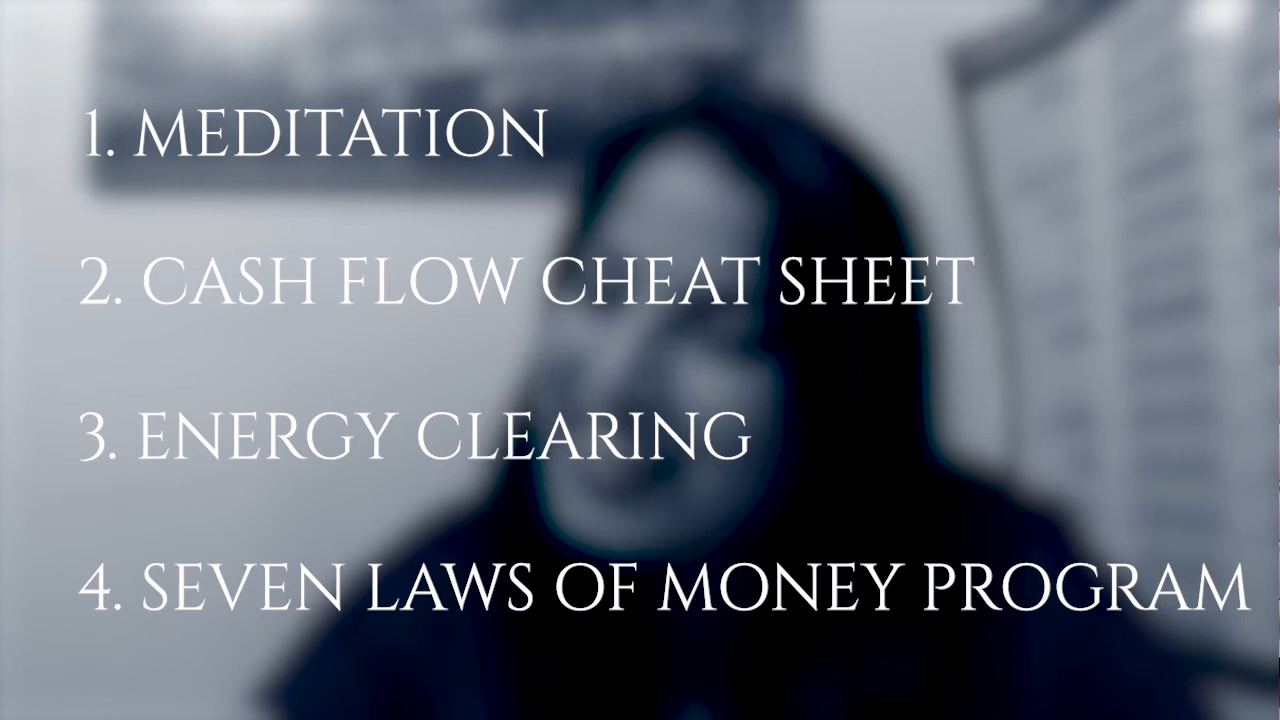 1. MEDITATION
2. CASH FLOW CHEAT SHEET
3. ENERGY CLEARING
4. SEVEN LAWS OF MONEY PROGRAM